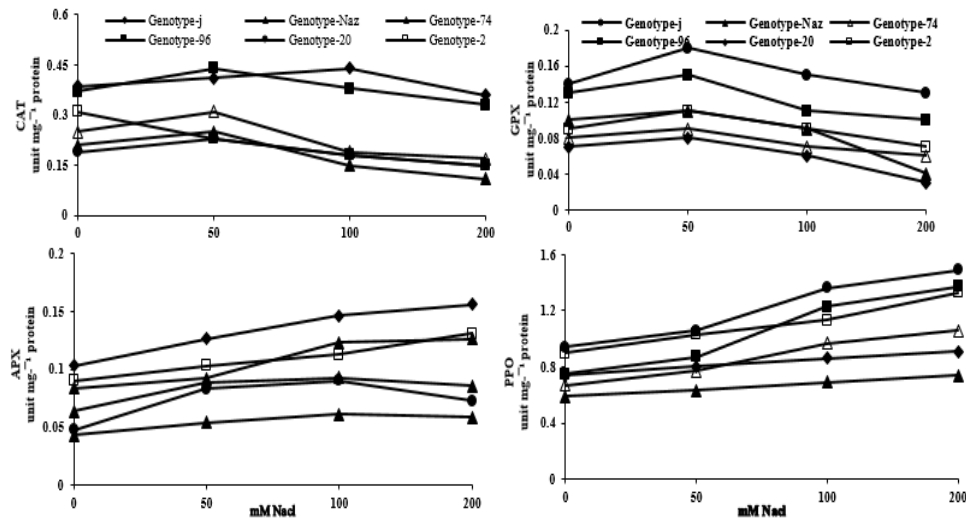 Genotype-j Genotype-Naz Genotype-74
Genotype-96 Genotype-20 Genotype-2
0.6
0.45
0.3
0.15
0
CAT
unit mg-¯¹ protein
0 50 100 200
Genotype-j Genotype-Naz Genotype-74
Genotype-96 Genotype-20 Genotype-2
0.2
0.16
0.12
0.08
0.04
0
GPX
unit mg-¯¹ protein
0 50 100 200
0.2
0.15
0.1
0.05
0
APX
unit mg-¯¹ protein
0 50 100 200
mM Nacl
1.6
1.2
0.8
0.4
0
PPO
unit mg-¯¹ protein
0 50 100 200
mM Nacl